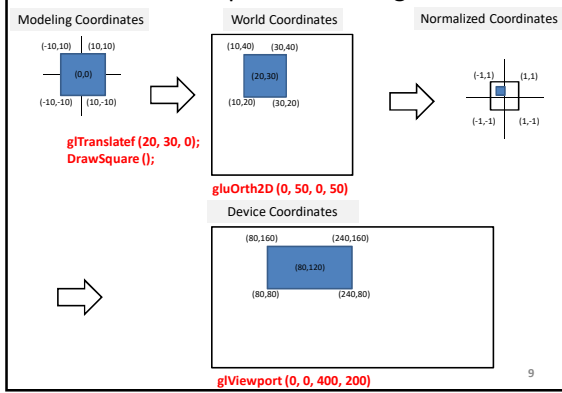 Modeling Coordinates
World Coordinates
Normalized Coordinates
(-10,10) (10,10)
(0,0)
(-10,-10) (10,-10)
(10,40) (30,40)
(20,30)
(10,20) (30,20)
(-1,1) (1,1)
(-1,-1) (1,-1)
glTranslatef (20, 30, 0);
DrawSquare ();
gluOrth2D (0, 50, 0, 50)
Device Coordinates
(80,160) (240,160)
(80,120)
(80,80) (240,80)
glViewport (0, 0, 400, 200)
9